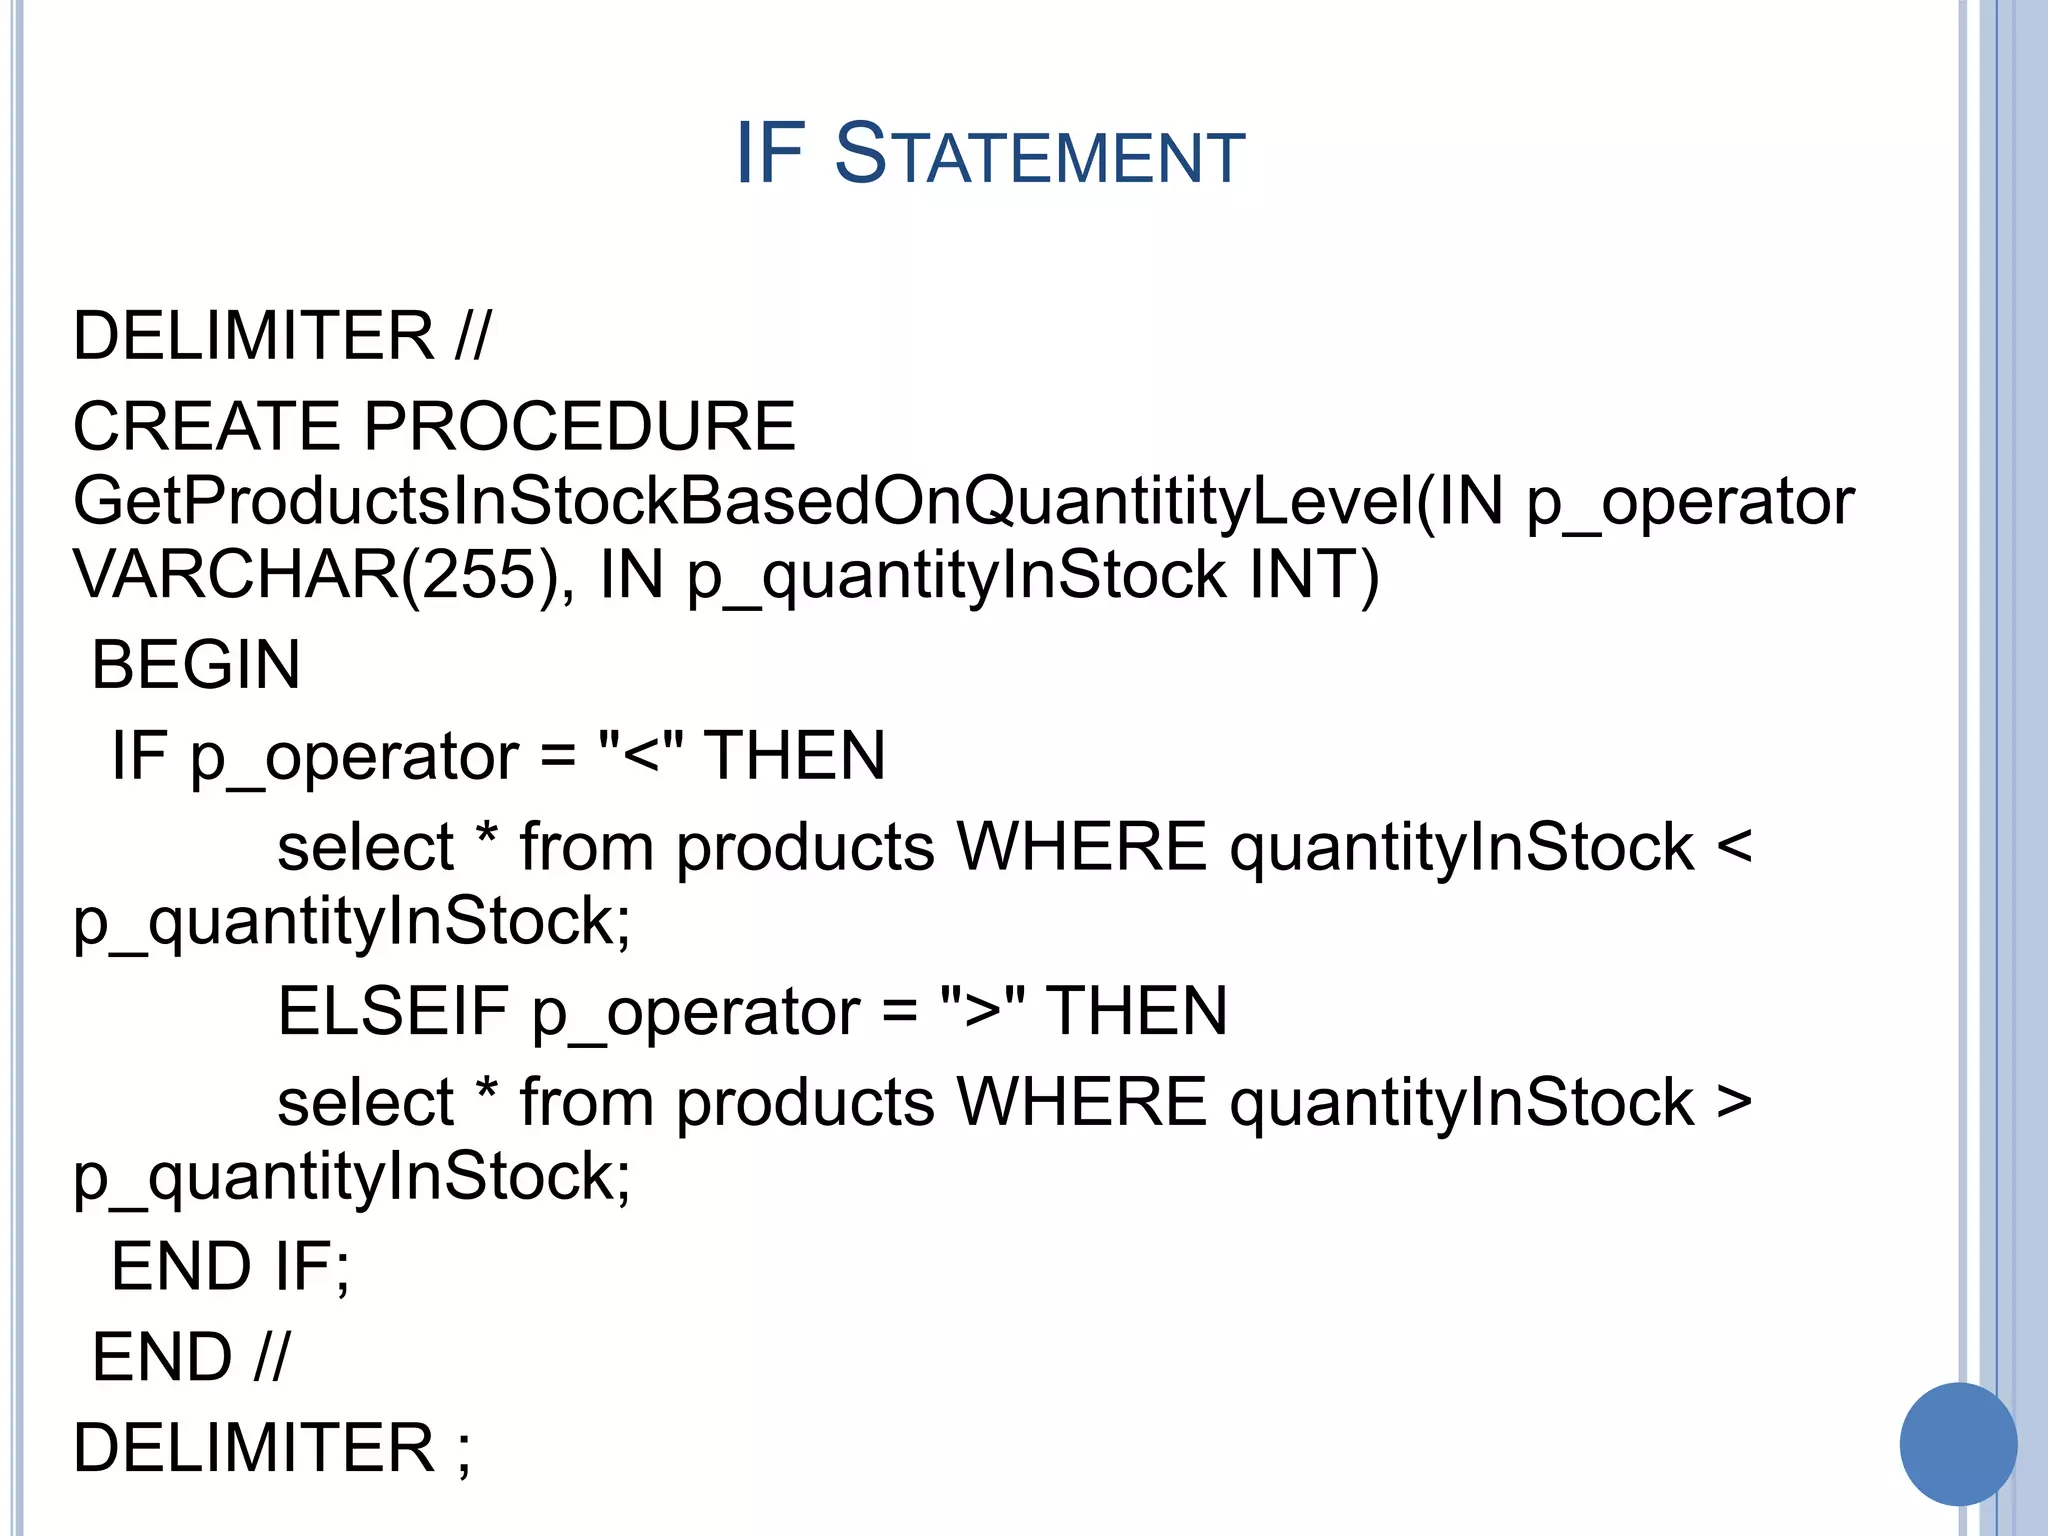 IF STATEMENT
DELIMITER //
CREATE PROCEDURE
GetProductsInStockBasedOnQuantitityLevel(IN p_operator
VARCHAR(255), IN p_quantityInStock INT)
BEGIN
IF p_operator = "<" THEN
select * from products WHERE quantityInStock <
p_quantityInStock;
ELSEIF p_operator = ">" THEN
select * from products WHERE quantityInStock >
p_quantityInStock;
END IF;
END //
DELIMITER ;